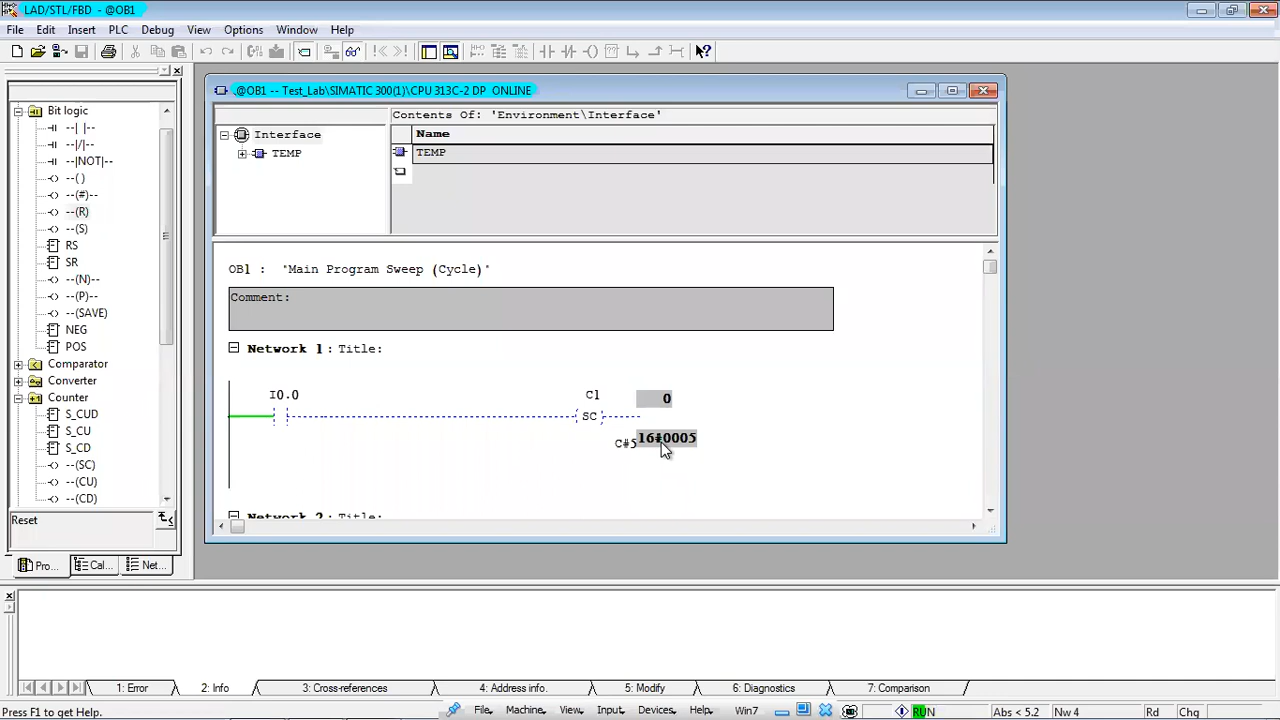 LAD/STL/FBD - @OB1
File Edit Insert PLC Debug View Options Window Help
@OB1 -- Test_Lab\SIMATIC 300(1)\CPU 313C-2 DP ONLINE
Contents Of: 'Environment\Interface'
Interface
TEMP
Name
TEMP
Bit logic
--| |--
--|/|--
--|NOT|--
--( )
--(#)--
--(R)
--(S)
RS
SR
--(N)--
--(P)--
--(SAVE)
NEG
POS
Comparator
Converter
Counter
S_CUD
S_CU
S_CD
--(SC)
--(CU)
--(CD)
Reset
Pro... Cal... Net...
OB1 : "Main Program Sweep (Cycle)"
Comment:
Network 1: Title:
I0.0 C1 0
SC
C#5 16#0005
Network 2: Title:
1: Error 2: Info 3: Cross-references 4: Address info. 5: Modify 6: Diagnostics 7: Comparison
Press F1 to get Help.
File, Machine, View, Input, Devices, Help, Win7
RUN Abs < 5.2 Nw 4 Rd Chg